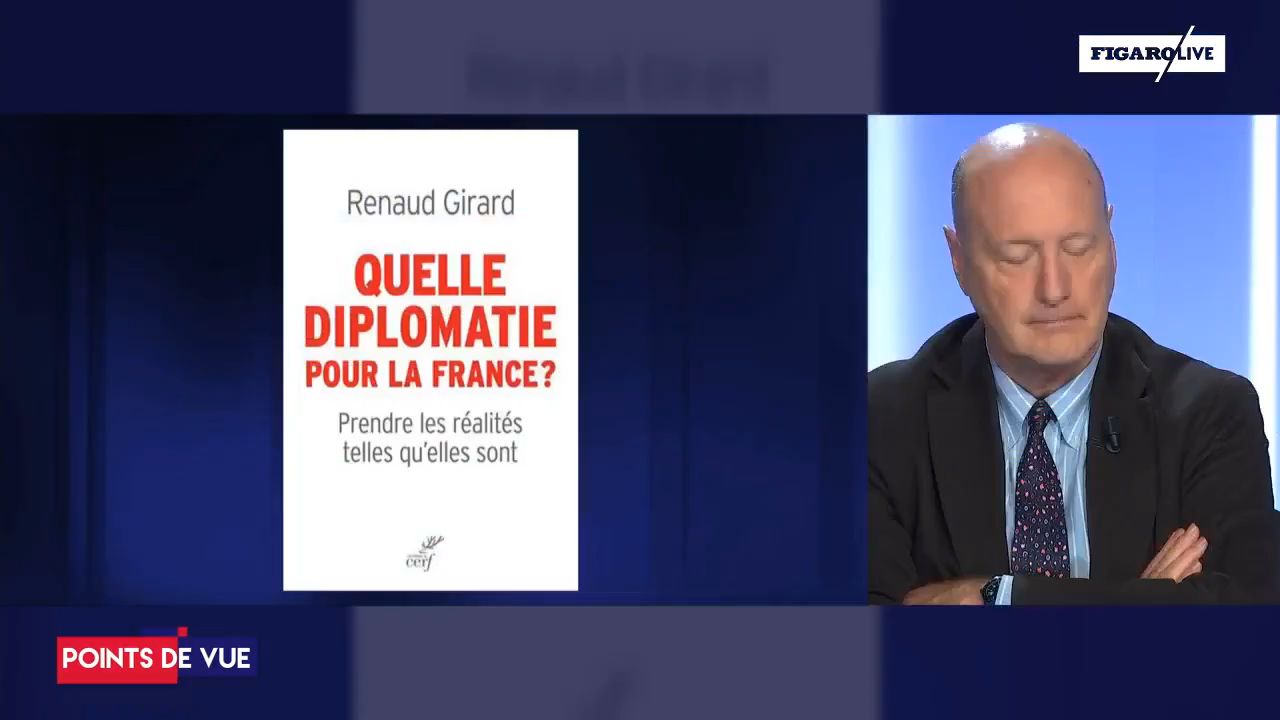 FIGARO/LIVE
Renaud Girard
QUELLE
DIPLOMATIE
POUR LA FRANCE?
Prendre les réalités
telles qu'elles sont
cerf
POINTS DE VUE